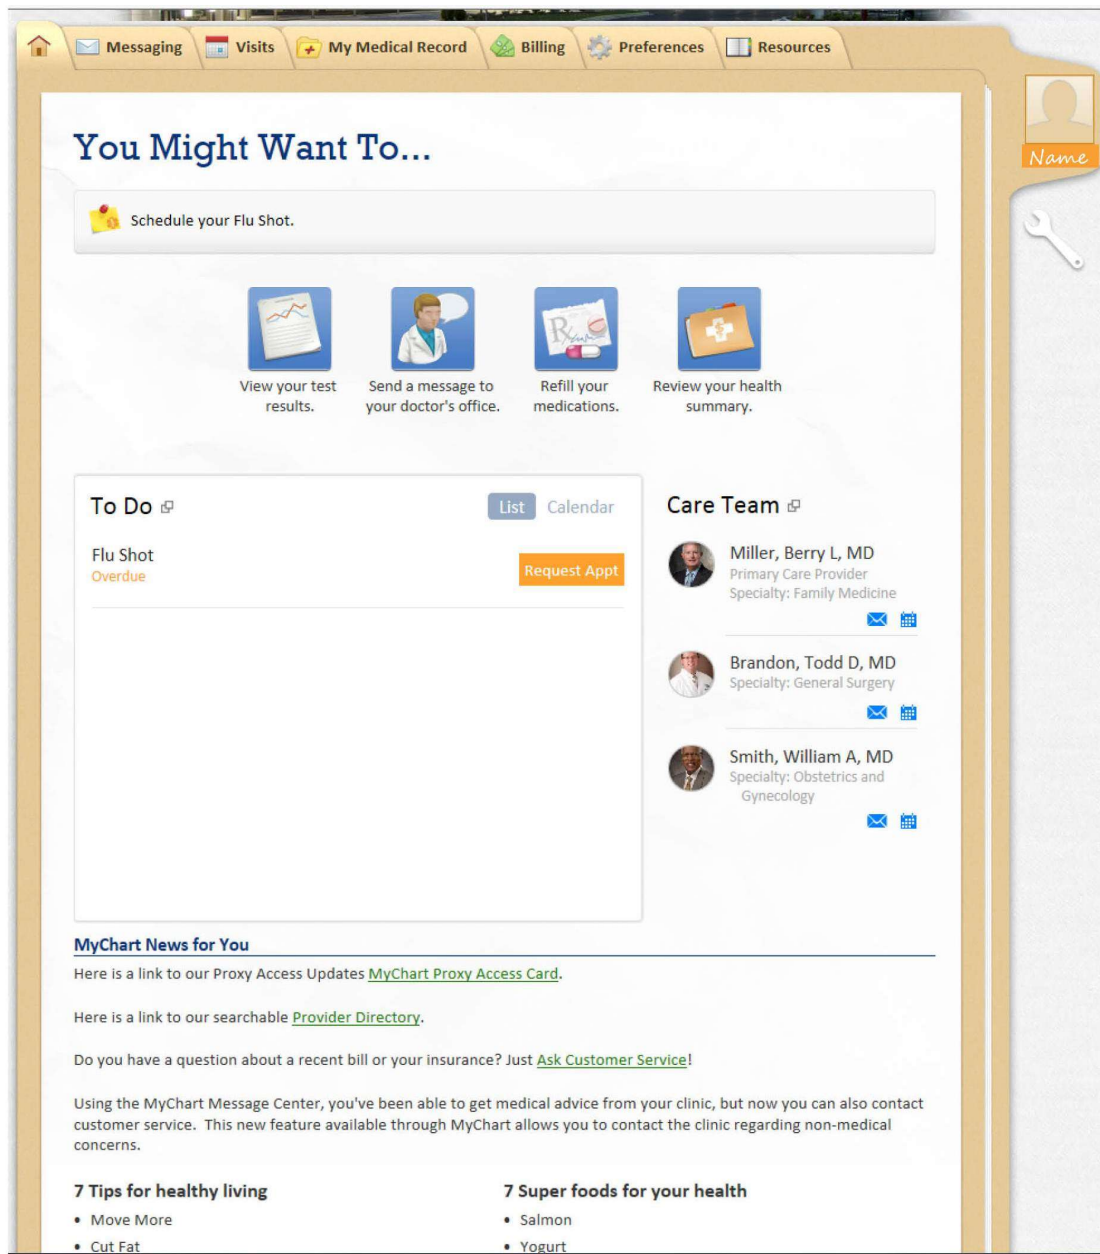 Messaging
Visits
My Medical Record
Billing
Preferences
Resources
Name
You Might Want To...
Schedule your Flu Shot.
View your test
results.
Send a message to
your doctor's office.
Refill your
medications.
Review your health
summary.
To Do
List
Calendar
Flu Shot
Overdue
Request Appt
Care Team
Miller, Berry L, MD
Primary Care Provider
Specialty: Family Medicine
Brandon, Todd D, MD
Specialty: General Surgery
Smith, William A, MD
Specialty: Obstetrics and
Gynecology
MyChart News for You
Here is a link to our Proxy Access Updates MyChart Proxy Access Card.
Here is a link to our searchable Provider Directory.
Do you have a question about a recent bill or your insurance? Just Ask Customer Service!
Using the MyChart Message Center, you've been able to get medical advice from your clinic, but now you can also contact
customer service.  This new feature available through MyChart allows you to contact the clinic regarding non-medical
concerns.
7 Tips for healthy living
• Move More
• Cut Fat
7 Super foods for your health
• Salmon
• Yogurt